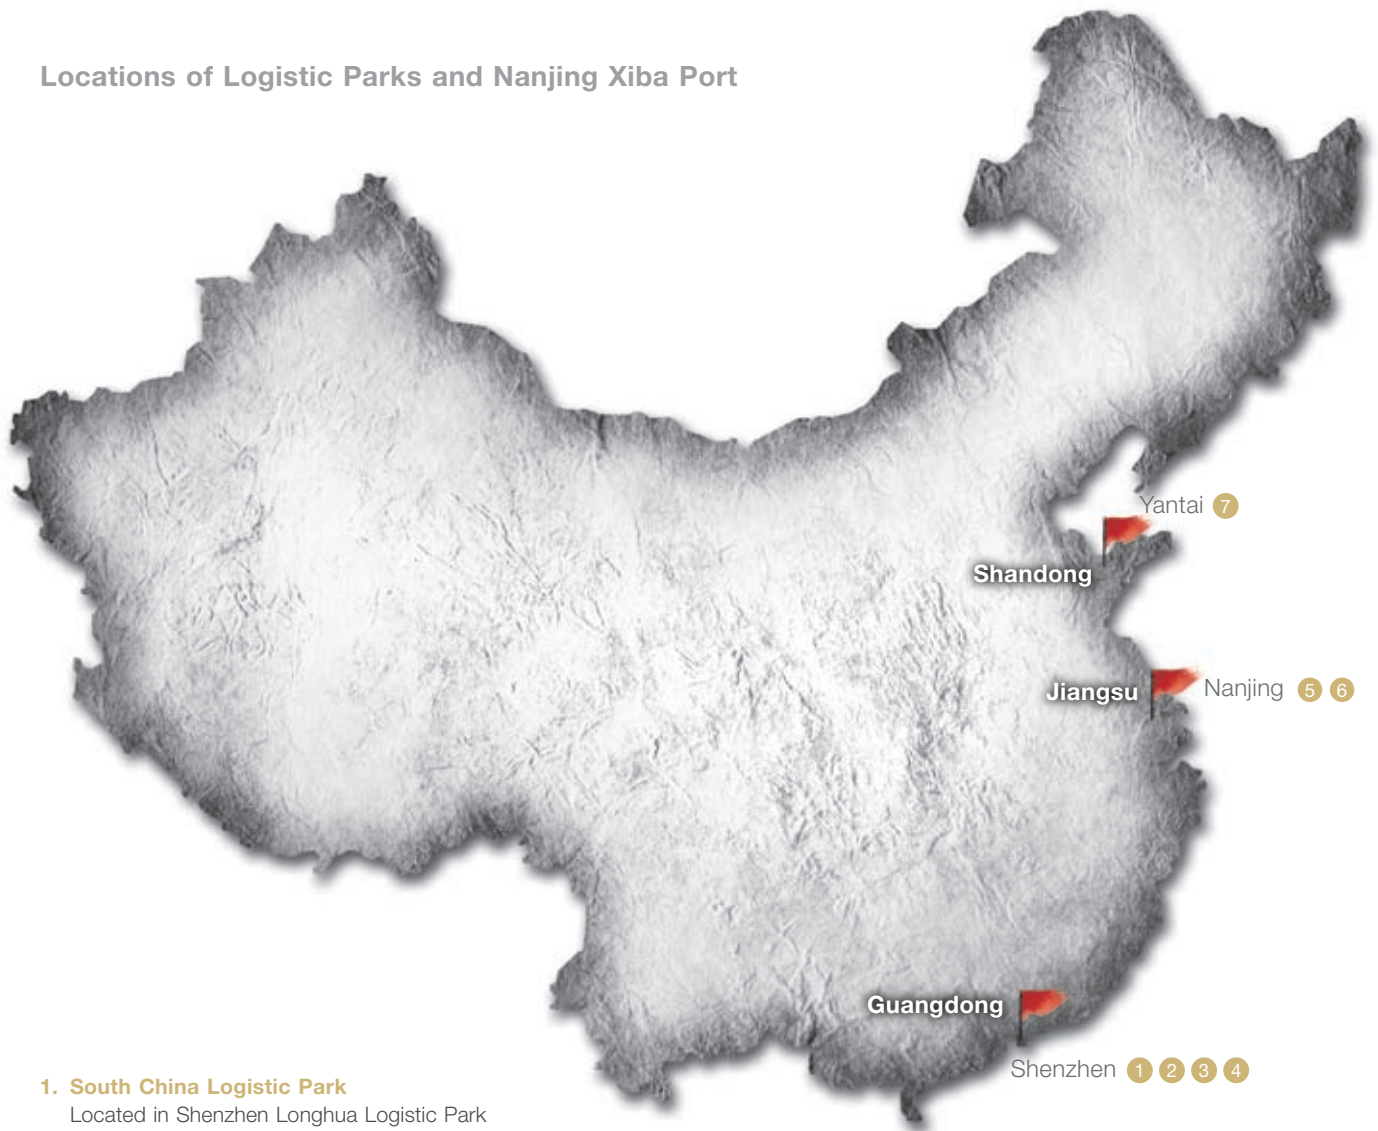 Locations of Logistic Parks and Nanjing Xiba Port
Yantai 7
Shandong
Jiangsu Nanjing 5 6
Guangdong
Shenzhen 1 2 3 4
1. South China Logistic Park
Located in Shenzhen Longhua Logistic Park